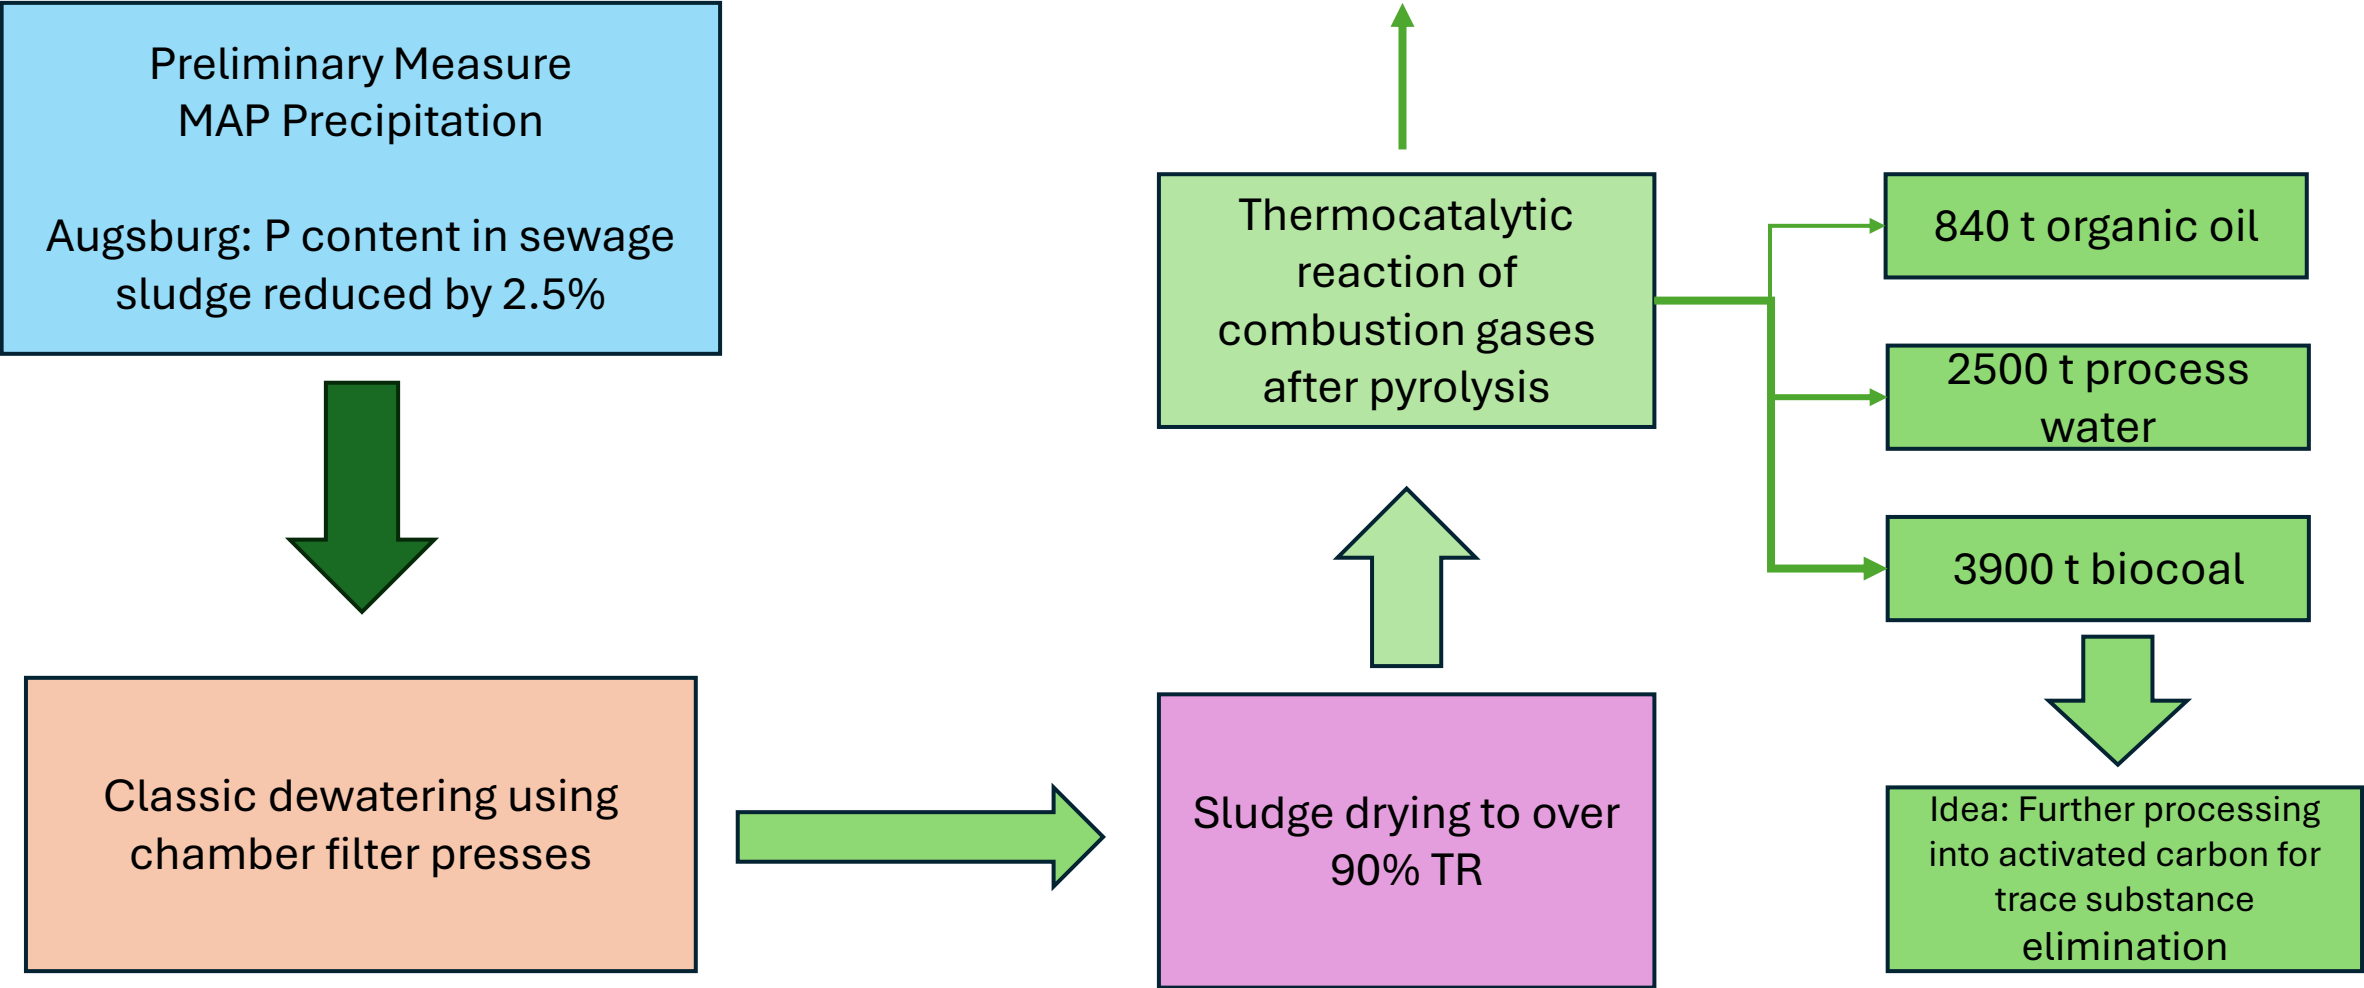 Preliminary Measure
MAP Precipitation
Augsburg: P content in sewage
sludge reduced by 2.5%
Classic dewatering using
chamber filter presses
Sludge drying to over
90% TR
Thermocatalytic
reaction of
combustion gases
after pyrolysis
840 t organic oil
2500 t process
water
3900 t biocoal
Idea: Further processing
into activated carbon for
trace substance
elimination